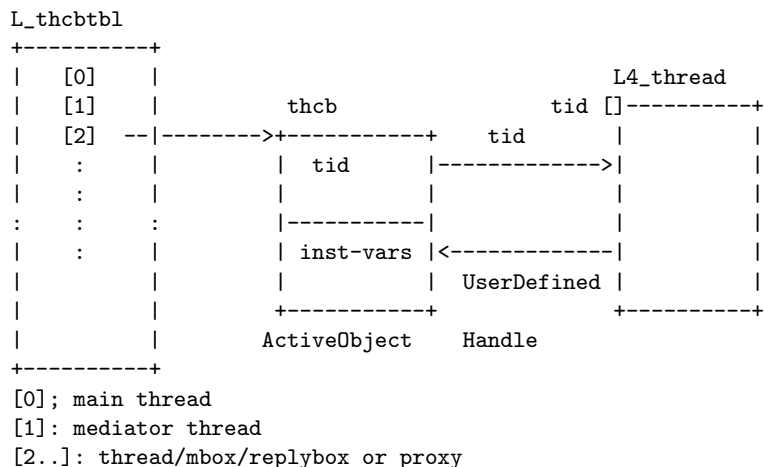 L_thcbtbl
+----------+
|   [0]    |                              L4_thread
|   [1]    |         thcb              tid []----------+
|   [2]  --|-------->+-----------+    tid       |          |
|    :     |         |  tid      |------------->|          |
|    :     |         |           |              |          |
:    :     :         |-----------|              |          |
|    :     |         | inst-vars |<-------------|          |
|          |         |           |  UserDefined |          |
|          |         +-----------+              +----------+
|          |        ActiveObject    Handle
+----------+
[0]; main thread
[1]: mediator thread
[2..]: thread/mbox/replybox or proxy